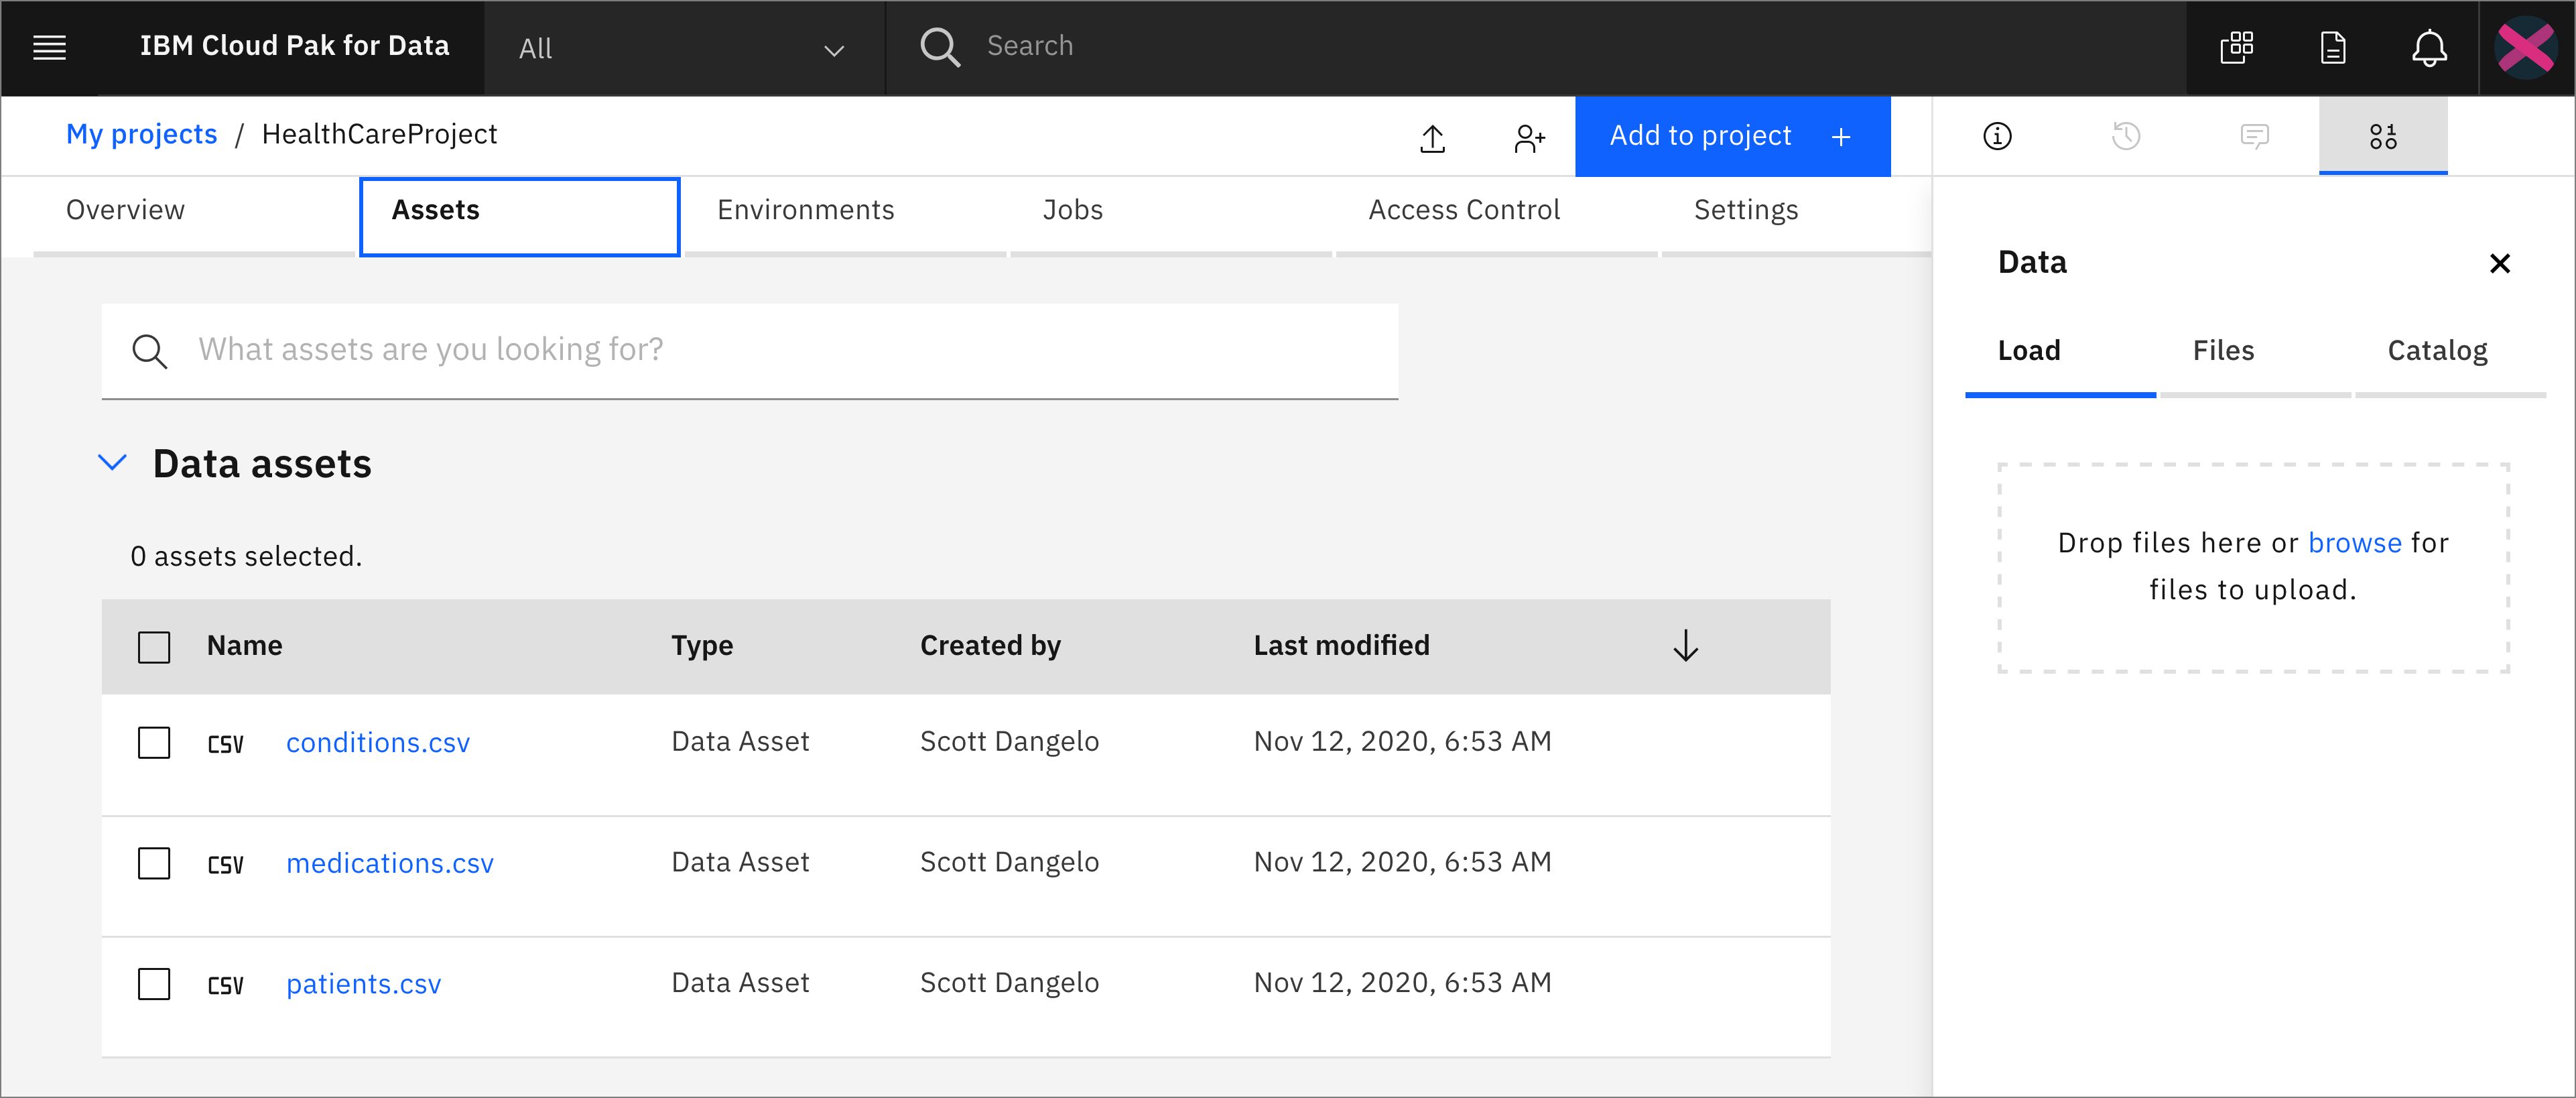 IBM Cloud Pak for Data
All
Search
My projects / HealthCareProject
Add to project +
Overview
Assets
Environments
Jobs
Access Control
Settings
What assets are you looking for?
Data assets
0 assets selected.
Name Type Created by Last modified
CSV conditions.csv Data Asset Scott Dangelo Nov 12, 2020, 6:53 AM
CSV medications.csv Data Asset Scott Dangelo Nov 12, 2020, 6:53 AM
CSV patients.csv Data Asset Scott Dangelo Nov 12, 2020, 6:53 AM
Data
Load
Files
Catalog
Drop files here or browse for
files to upload.